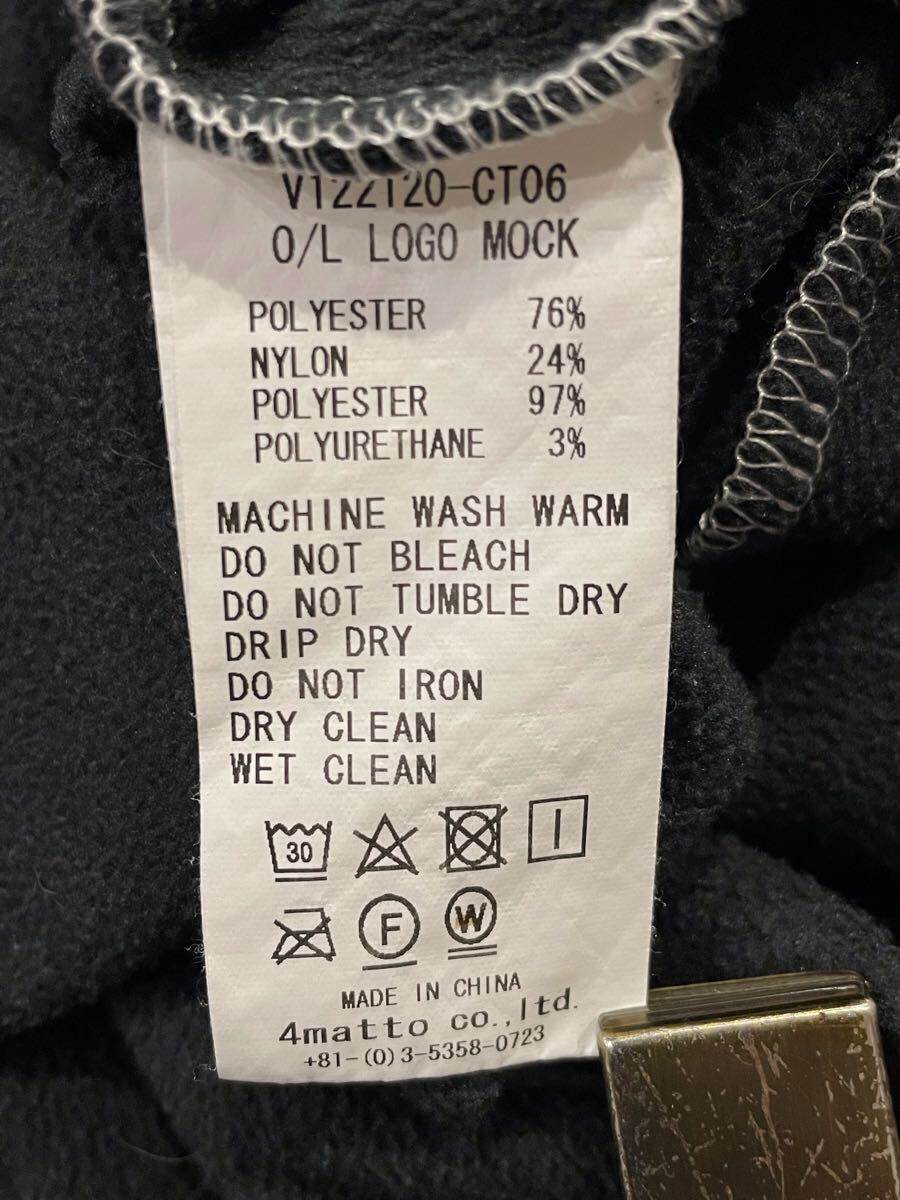 V122120-CT06
O/L LOGO MOCK
POLYESTER 76%
NYLON 24%
POLYESTER 97%
POLYURETHANE 3%
MACHINE WASH WARM
DO NOT BLEACH
DO NOT TUMBLE DRY
DRIP DRY
DO NOT IRON
DRY CLEAN
WET CLEAN
30
F W
MADE IN CHINA
4matto co.,ltd.
+81-(0)3-5358-0723